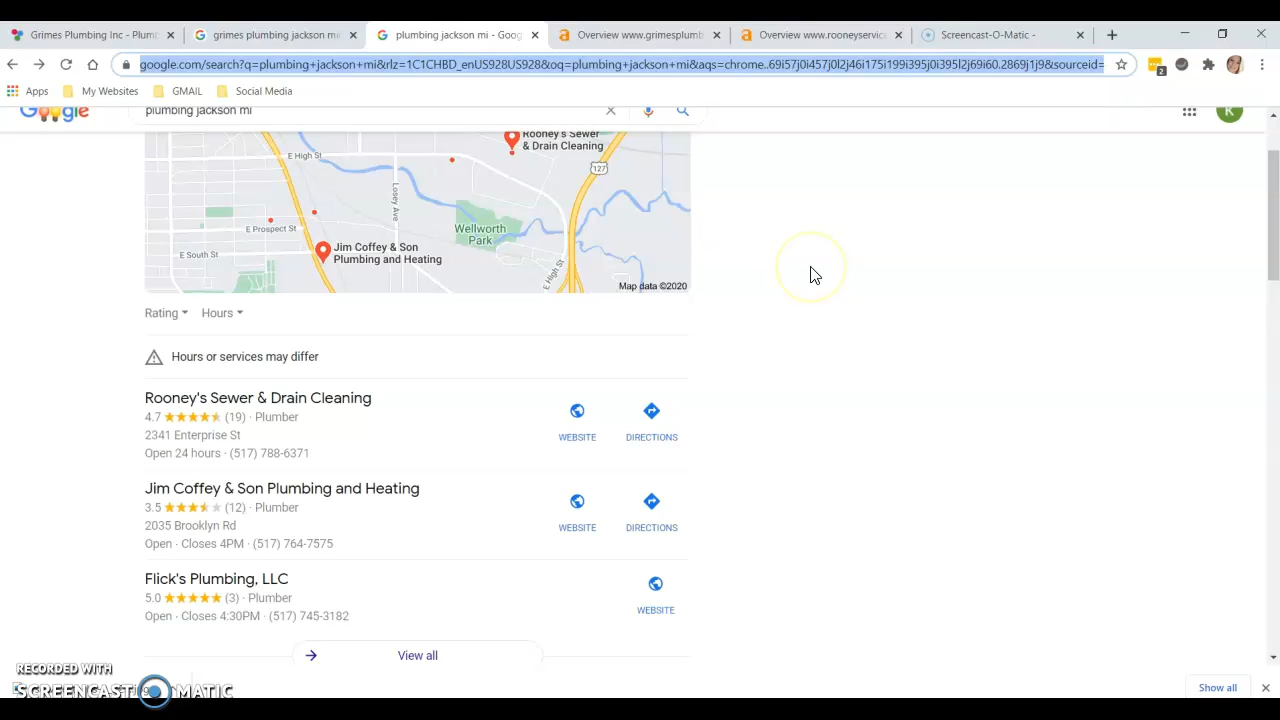 Grimes Plumbing Inc - Plumb
grimes plumbing jackson mi
plumbing jackson mi - Goog
Overview www.grimesplumb
Overview www.rooneyservic
Screencast-O-Matic -
google.com/search?q=plumbing+jackson+mi&rlz=1C1CHBD_enUS928US928&oq=plumbing+jackson+mi&aqs=chrome..69i57j0i457j0l2j46i175i199i395j0i395l2j69i60.2869j1j9&sourceid=
2
Apps
My Websites
GMAIL
Social Media
Google
plumbing jackson mi
K
Rooney's Sewer
& Drain Cleaning
E High St
127
Losey Ave
Wellworth
Park
E Prospect St
Jim Coffey & Son
Plumbing and Heating
E South St
E High St
Map data ©2020
Rating
Hours
Hours or services may differ
Rooney's Sewer & Drain Cleaning
4.7 (19) · Plumber
2341 Enterprise St
Open 24 hours · (517) 788-6371
WEBSITE
DIRECTIONS
Jim Coffey & Son Plumbing and Heating
3.5 (12) · Plumber
2035 Brooklyn Rd
Open · Closes 4PM · (517) 764-7575
WEBSITE
DIRECTIONS
Flick's Plumbing, LLC
5.0 (3) · Plumber
Open · Closes 4:30PM · (517) 745-3182
WEBSITE
View all
RECORDED WITH
SCREENCAST-O-MATIC
Show all